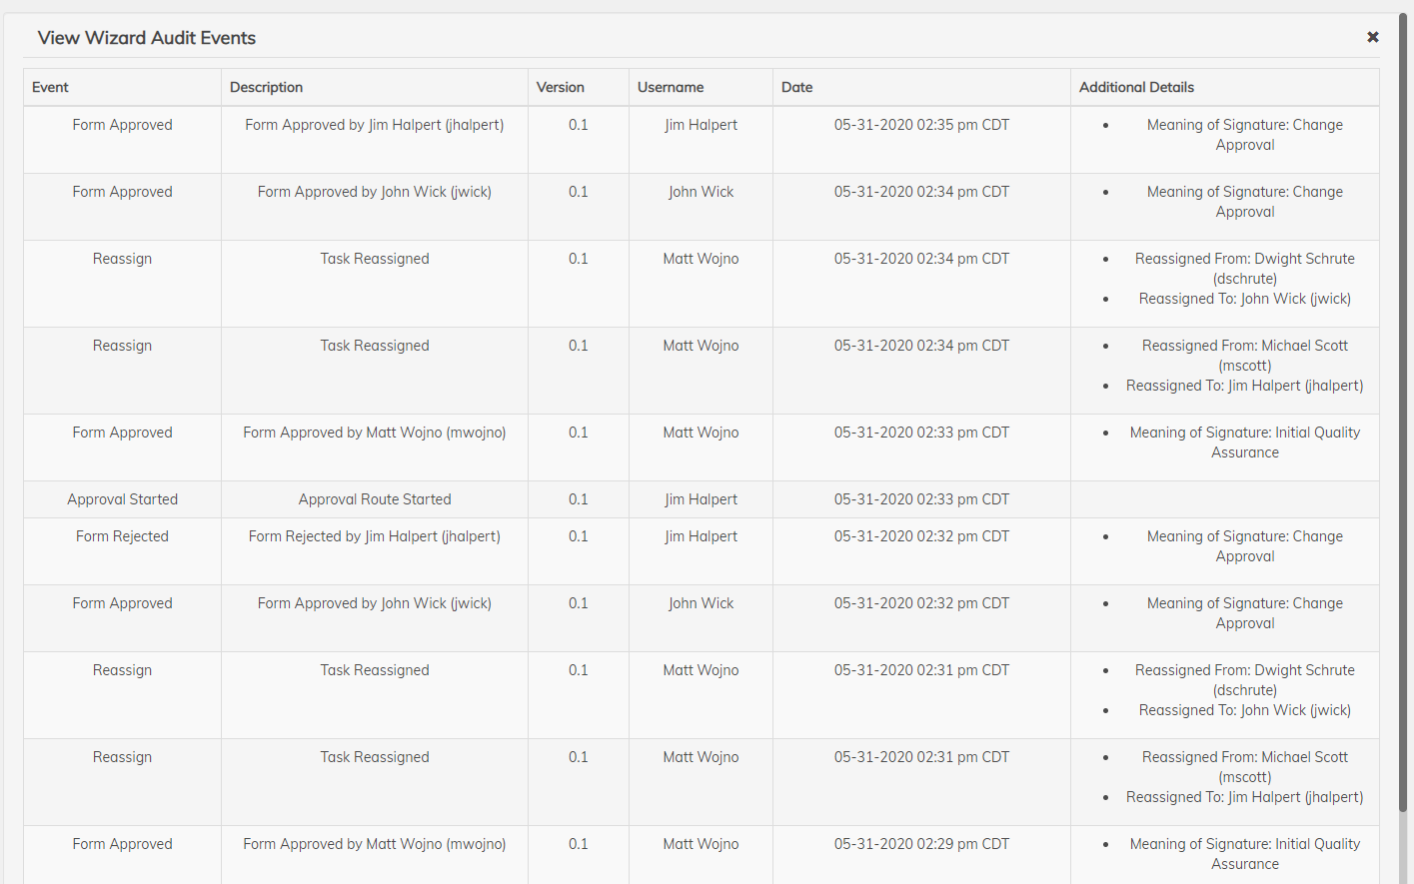 View Wizard Audit Events ✖
Event Description Version Username Date Additional Details
Form Approved Form Approved by Jim Halpert (jhalpert) 0.1 Jim Halpert 05-31-2020 02:35 pm CDT • Meaning of Signature: Change
Approval
Form Approved Form Approved by John Wick (jwick) 0.1 John Wick 05-31-2020 02:34 pm CDT • Meaning of Signature: Change
Approval
Reassign Task Reassigned 0.1 Matt Wojno 05-31-2020 02:34 pm CDT • Reassigned From: Dwight Schrute
(dschrute)
• Reassigned To: John Wick (jwick)
Reassign Task Reassigned 0.1 Matt Wojno 05-31-2020 02:34 pm CDT • Reassigned From: Michael Scott
(mscott)
• Reassigned To: Jim Halpert (jhalpert)
Form Approved Form Approved by Matt Wojno (mwojno) 0.1 Matt Wojno 05-31-2020 02:33 pm CDT • Meaning of Signature: Initial Quality
Assurance
Approval Started Approval Route Started 0.1 Jim Halpert 05-31-2020 02:33 pm CDT
Form Rejected Form Rejected by Jim Halpert (jhalpert) 0.1 Jim Halpert 05-31-2020 02:32 pm CDT • Meaning of Signature: Change
Approval
Form Approved Form Approved by John Wick (jwick) 0.1 John Wick 05-31-2020 02:32 pm CDT • Meaning of Signature: Change
Approval
Reassign Task Reassigned 0.1 Matt Wojno 05-31-2020 02:31 pm CDT • Reassigned From: Dwight Schrute
(dschrute)
• Reassigned To: John Wick (jwick)
Reassign Task Reassigned 0.1 Matt Wojno 05-31-2020 02:31 pm CDT • Reassigned From: Michael Scott
(mscott)
• Reassigned To: Jim Halpert (jhalpert)
Form Approved Form Approved by Matt Wojno (mwojno) 0.1 Matt Wojno 05-31-2020 02:29 pm CDT • Meaning of Signature: Initial Quality
Assurance